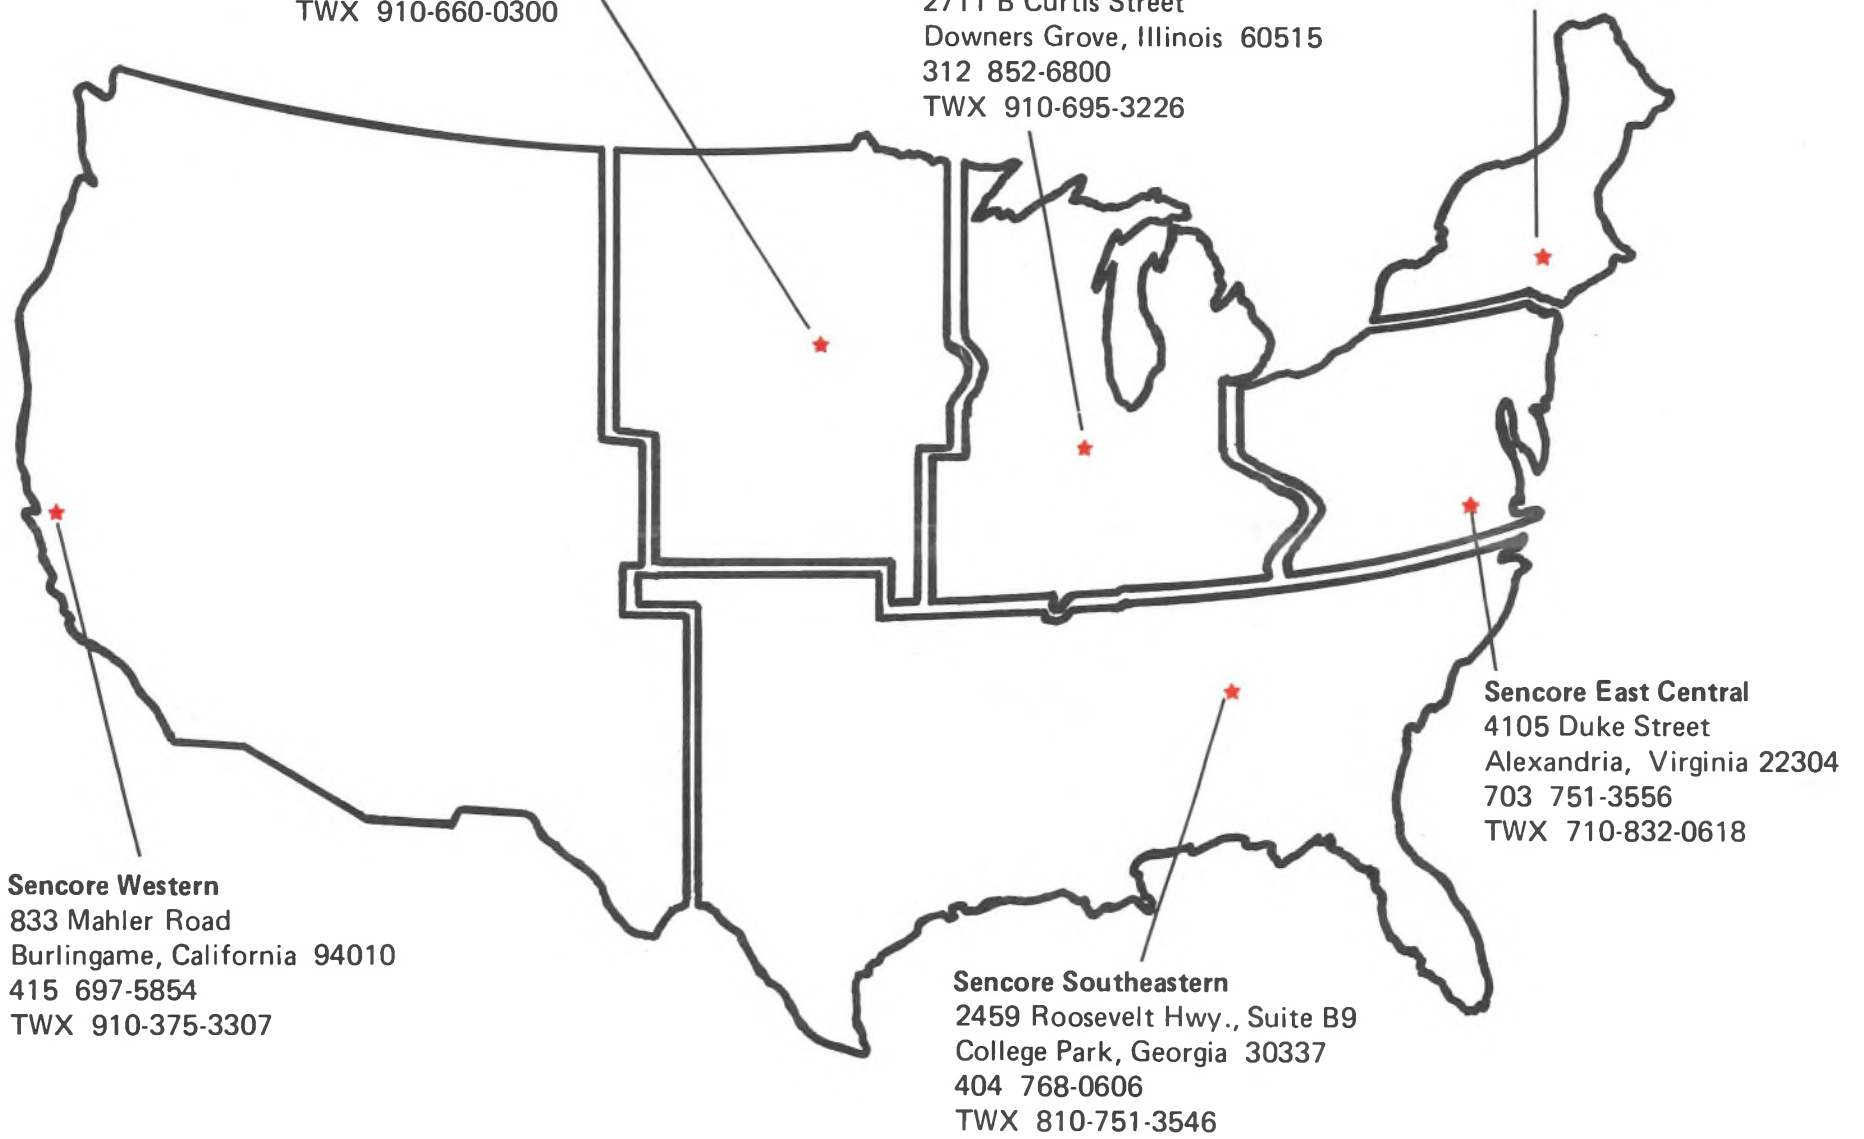 TWX 910-660-0300
2711 B Curtis Street
Downers Grove, Illinois 60515
312 852-6800
TWX 910-695-3226
Sencore East Central
4105 Duke Street
Alexandria, Virginia 22304
703 751-3556
TWX 710-832-0618
Sencore Western
833 Mahler Road
Burlingame, California 94010
415 697-5854
TWX 910-375-3307
Sencore Southeastern
2459 Roosevelt Hwy., Suite B9
College Park, Georgia 30337
404 768-0606
TWX 810-751-3546